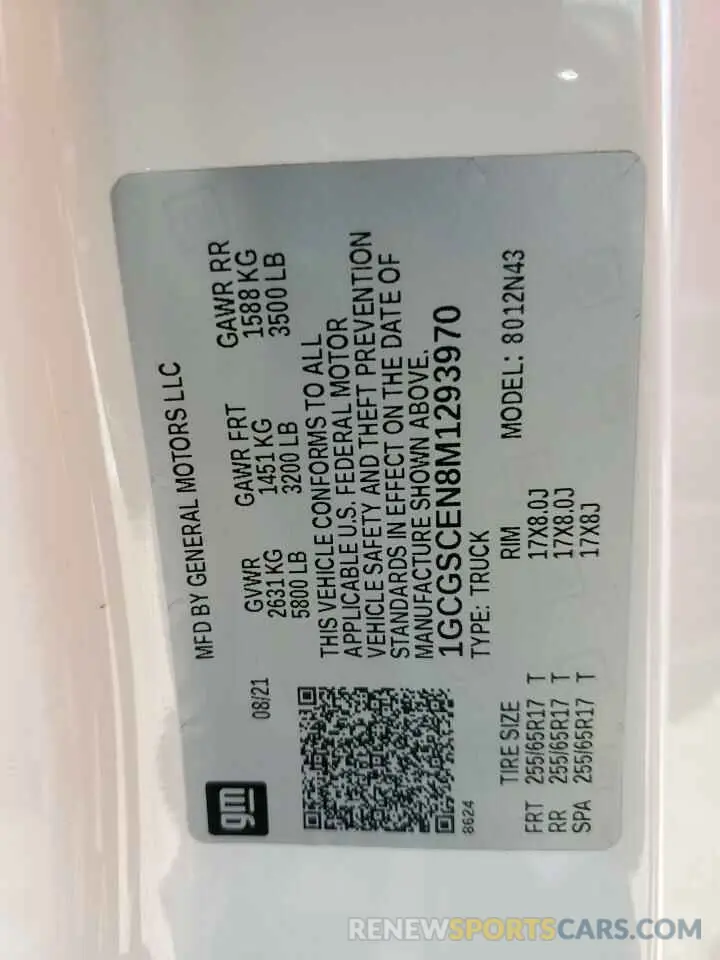 gm
MFD BY GENERAL MOTORS LLC
08/21
GVWR GAWR FRT GAWR RR
2631 KG 1451 KG 1588 KG
5800 LB 3200 LB 3500 LB
THIS VEHICLE CONFORMS TO ALL
APPLICABLE U.S. FEDERAL MOTOR
VEHICLE SAFETY AND THEFT PREVENTION
STANDARDS IN EFFECT ON THE DATE OF
MANUFACTURE SHOWN ABOVE.
1GCGSCEN8M1293970
8624
TYPE: TRUCK
MODEL: 8012N43
TIRE SIZE RIM
FRT 255/65R17 T 17X8.0J
RR 255/65R17 T 17X8.0J
SPA 255/65R17 T 17X8J
RENEWSPORTSCARS.COM